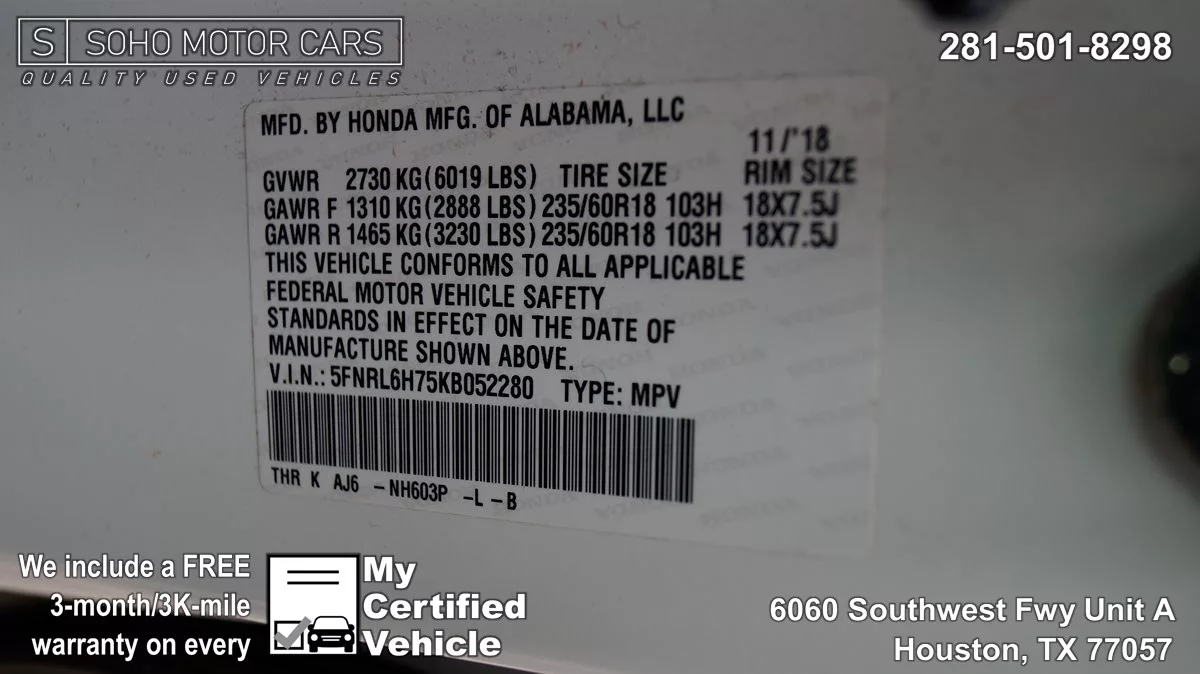 S SOHO MOTOR CARS
QUALITY USED VEHICLES
281-501-8298
MFD. BY HONDA MFG. OF ALABAMA, LLC
11/'18
GVWR 2730 KG(6019 LBS) TIRE SIZE RIM SIZE
GAWR F 1310 KG(2888 LBS) 235/60R18 103H 18X7.5J
GAWR R 1465 KG(3230 LBS) 235/60R18 103H 18X7.5J
THIS VEHICLE CONFORMS TO ALL APPLICABLE
FEDERAL MOTOR VEHICLE SAFETY
STANDARDS IN EFFECT ON THE DATE OF
MANUFACTURE SHOWN ABOVE.
V.I.N.: 5FNRL6H75KB052280 TYPE: MPV
THR K AJ6 -NH603P -L -B
We include a FREE
3-month/3K-mile
warranty on every
My
Certified
Vehicle
6060 Southwest Fwy Unit A
Houston, TX 77057